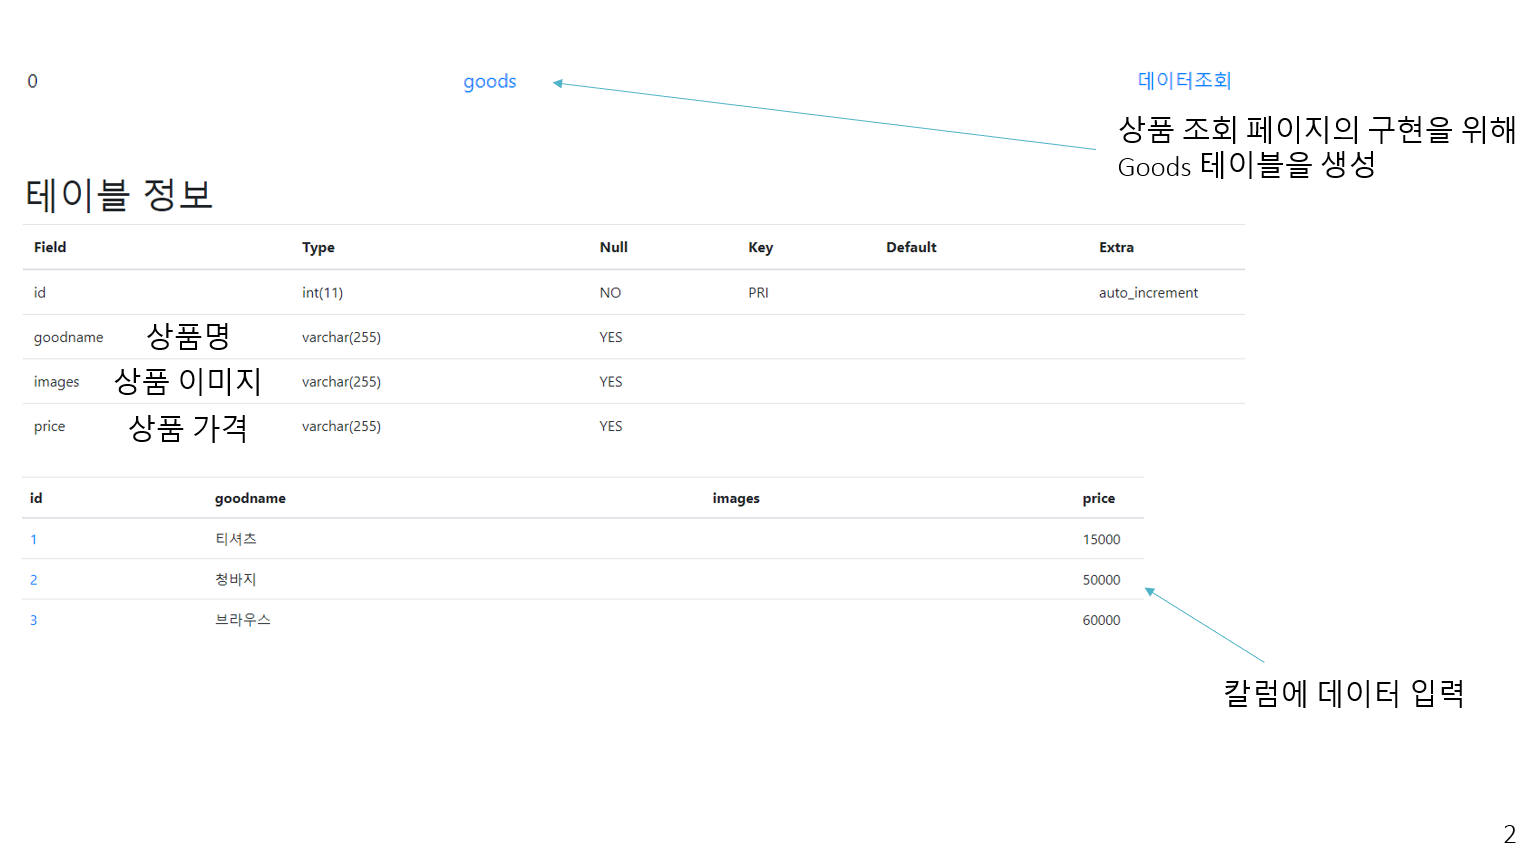 0 goods 데이터조회
상품 조회 페이지의 구현을 위해
Goods 테이블을 생성
테이블 정보
Field Type Null Key Default Extra
id int(11) NO PRI auto_increment
goodname 상품명 varchar(255) YES
images 상품 이미지 varchar(255) YES
price 상품 가격 varchar(255) YES
id goodname images price
1 티셔츠 15000
2 청바지 50000
3 브라우스 60000
칼럼에 데이터 입력
2